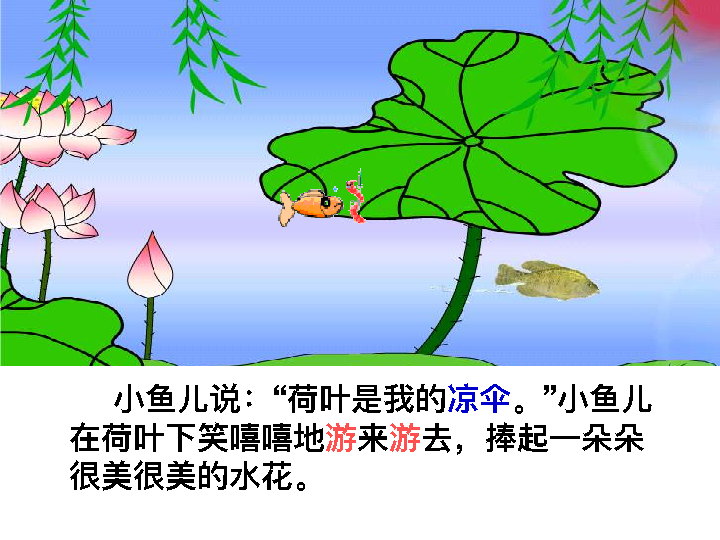 小鱼儿说：“荷叶是我的凉伞。”小鱼儿
在荷叶下笑嘻嘻地游来游去，捧起一朵朵
很美很美的水花。